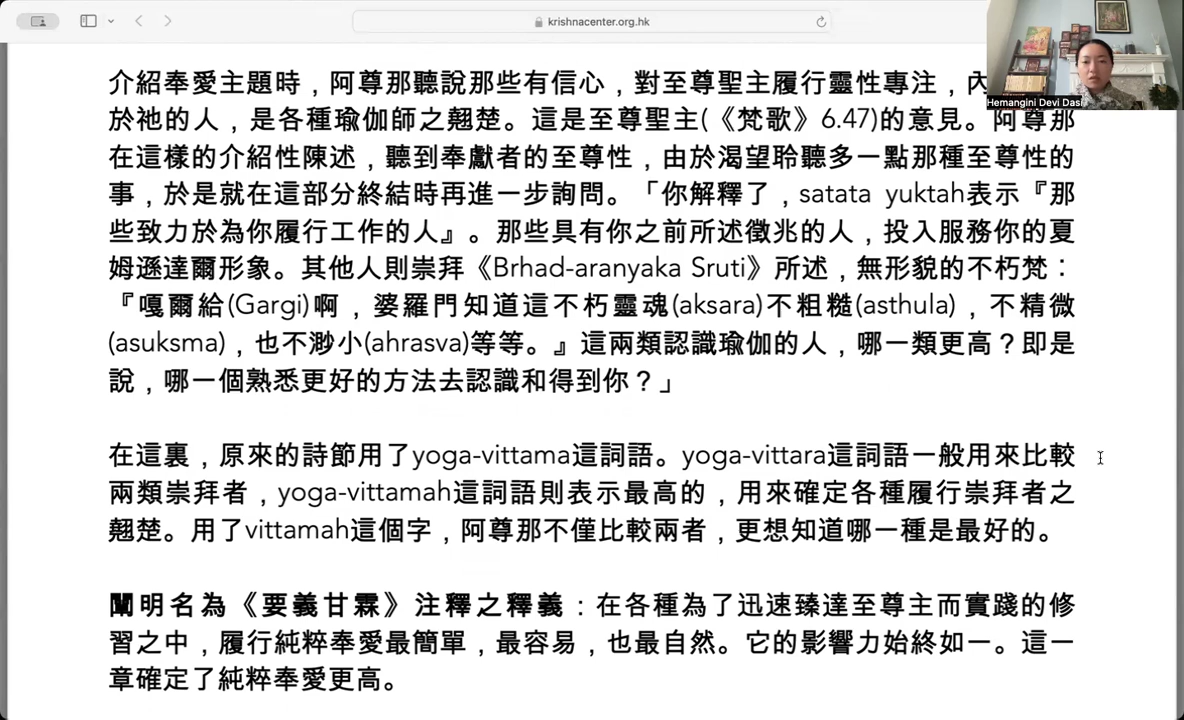 krishnacenter.org.hk
Hemangini Devi Dasi
介紹奉愛主題時，阿尊那聽說那些有信心，對至尊聖主履行靈性專注，內
於祂的人，是各種瑜伽師之翹楚。這是至尊聖主(《梵歌》6.47)的意見。阿尊那
在這樣的介紹性陳述，聽到奉獻者的至尊性，由於渴望聆聽多一點那種至尊性的
事，於是就在這部分終結時再進一步詢問。「你解釋了，satata yuktah表示『那
些致力於為你履行工作的人』。那些具有你之前所述徵兆的人，投入服務你的夏
姆遜達爾形象。其他人則崇拜《Brhad-aranyaka Sruti》所述，無形貌的不朽梵：
『嘎爾給(Gargi)啊，婆羅門知道這不朽靈魂(aksara)不粗糙(asthula)，不精微
(asuksma)，也不渺小(ahrasva)等等。』這兩類認識瑜伽的人，哪一類更高？即是
說，哪一個熟悉更好的方法去認識和得到你？」
在這裏，原來的詩節用了yoga-vittama這詞語。yoga-vittara這詞語一般用來比較
兩類崇拜者，yoga-vittamah這詞語則表示最高的，用來確定各種履行崇拜者之
翹楚。用了vittamah這個字，阿尊那不僅比較兩者，更想知道哪一種是最好的。
闡明名為《要義甘霖》注釋之釋義：在各種為了迅速臻達至尊主而實踐的修
習之中，履行純粹奉愛最簡單，最容易，也最自然。它的影響力始終如一。這一
章確定了純粹奉愛更高。